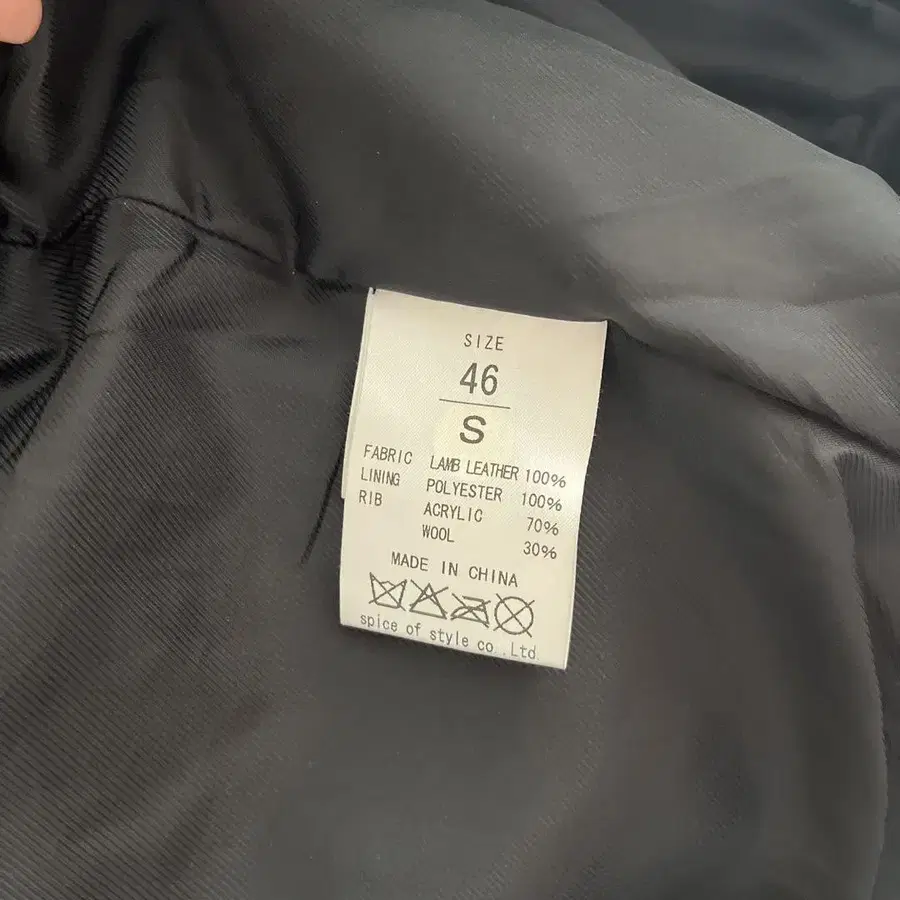 SIZE
46
S
FABRIC LAMB LEATHER 100%
LINING POLYESTER 100%
RIB ACRYLIC 70%
WOOL 30%
MADE IN CHINA
spice of style co.,Ltd